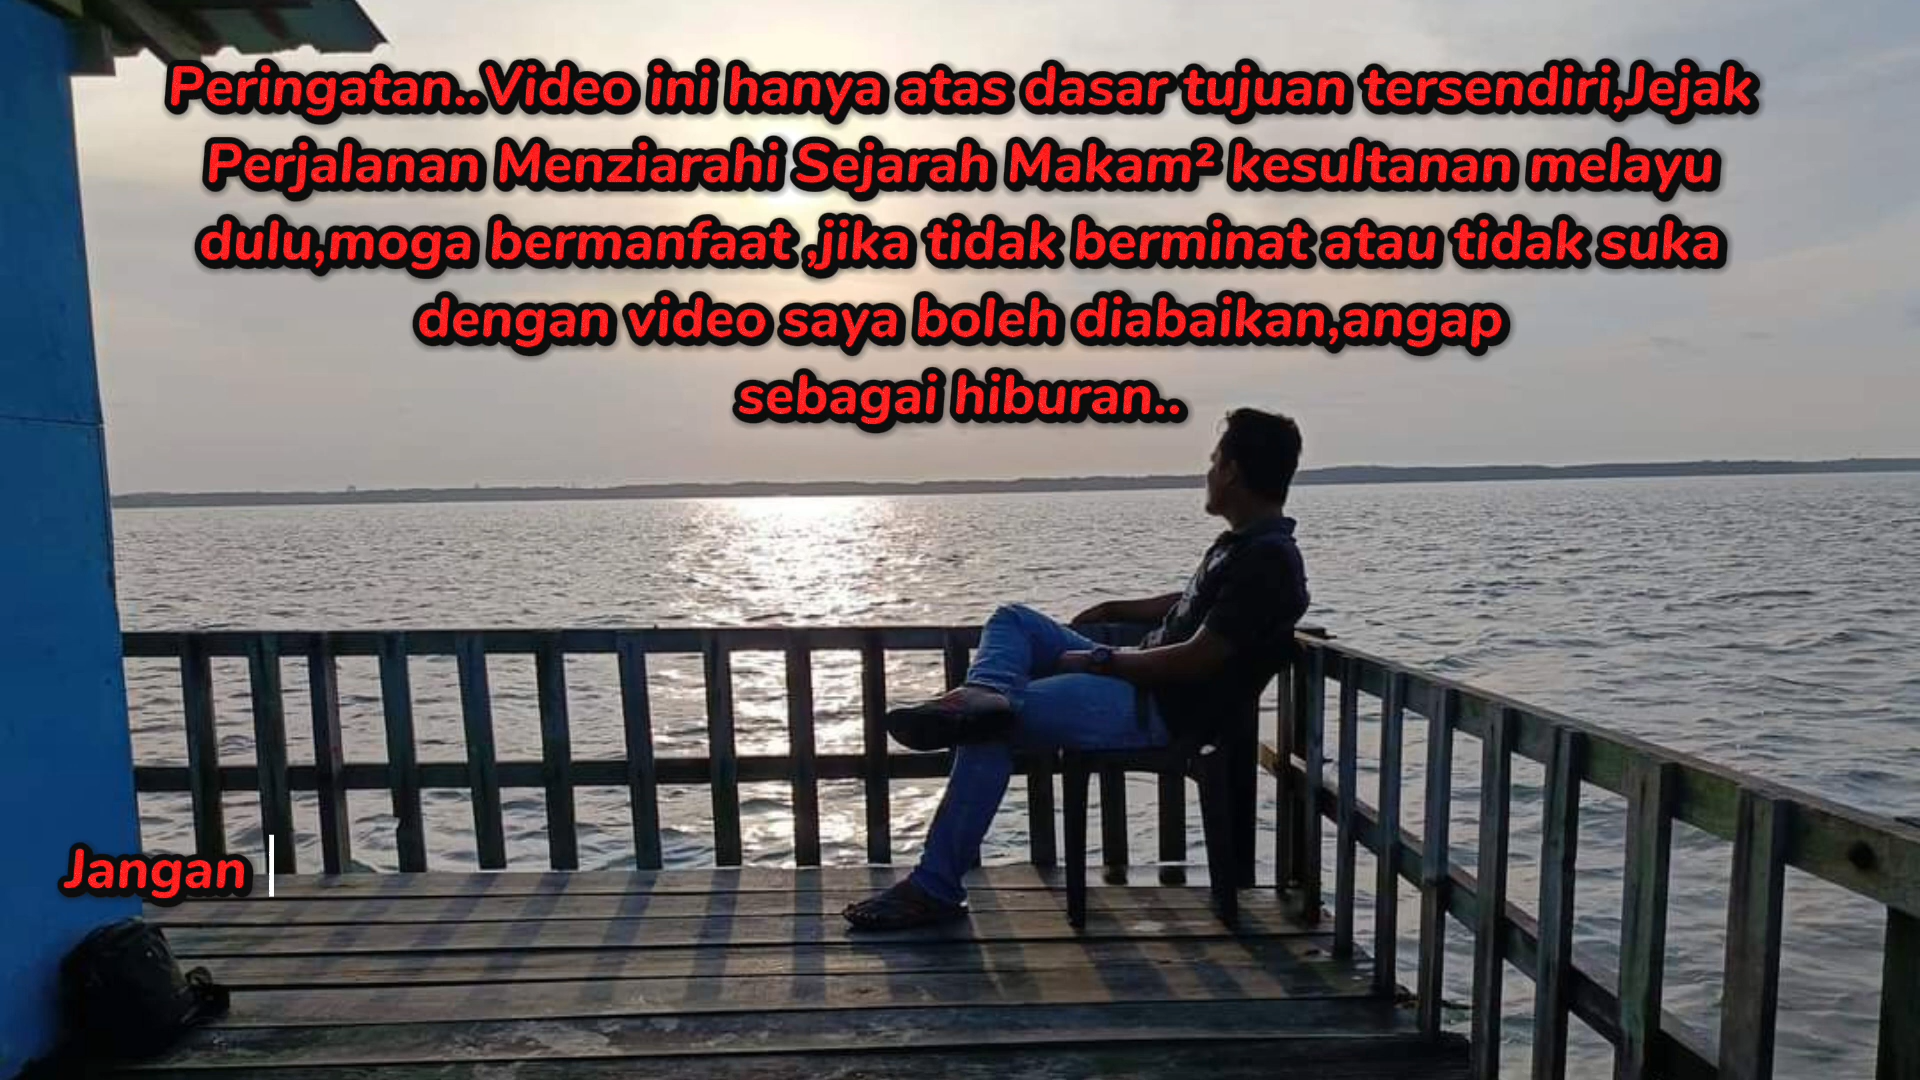 Peringatan..Video ini hanya atas dasar tujuan tersendiri,Jejak
Perjalanan Menziarahi Sejarah Makam² kesultanan melayu
dulu,moga bermanfaat ,jika tidak berminat atau tidak suka
dengan video saya boleh diabaikan,angap
sebagai hiburan..
Jangan